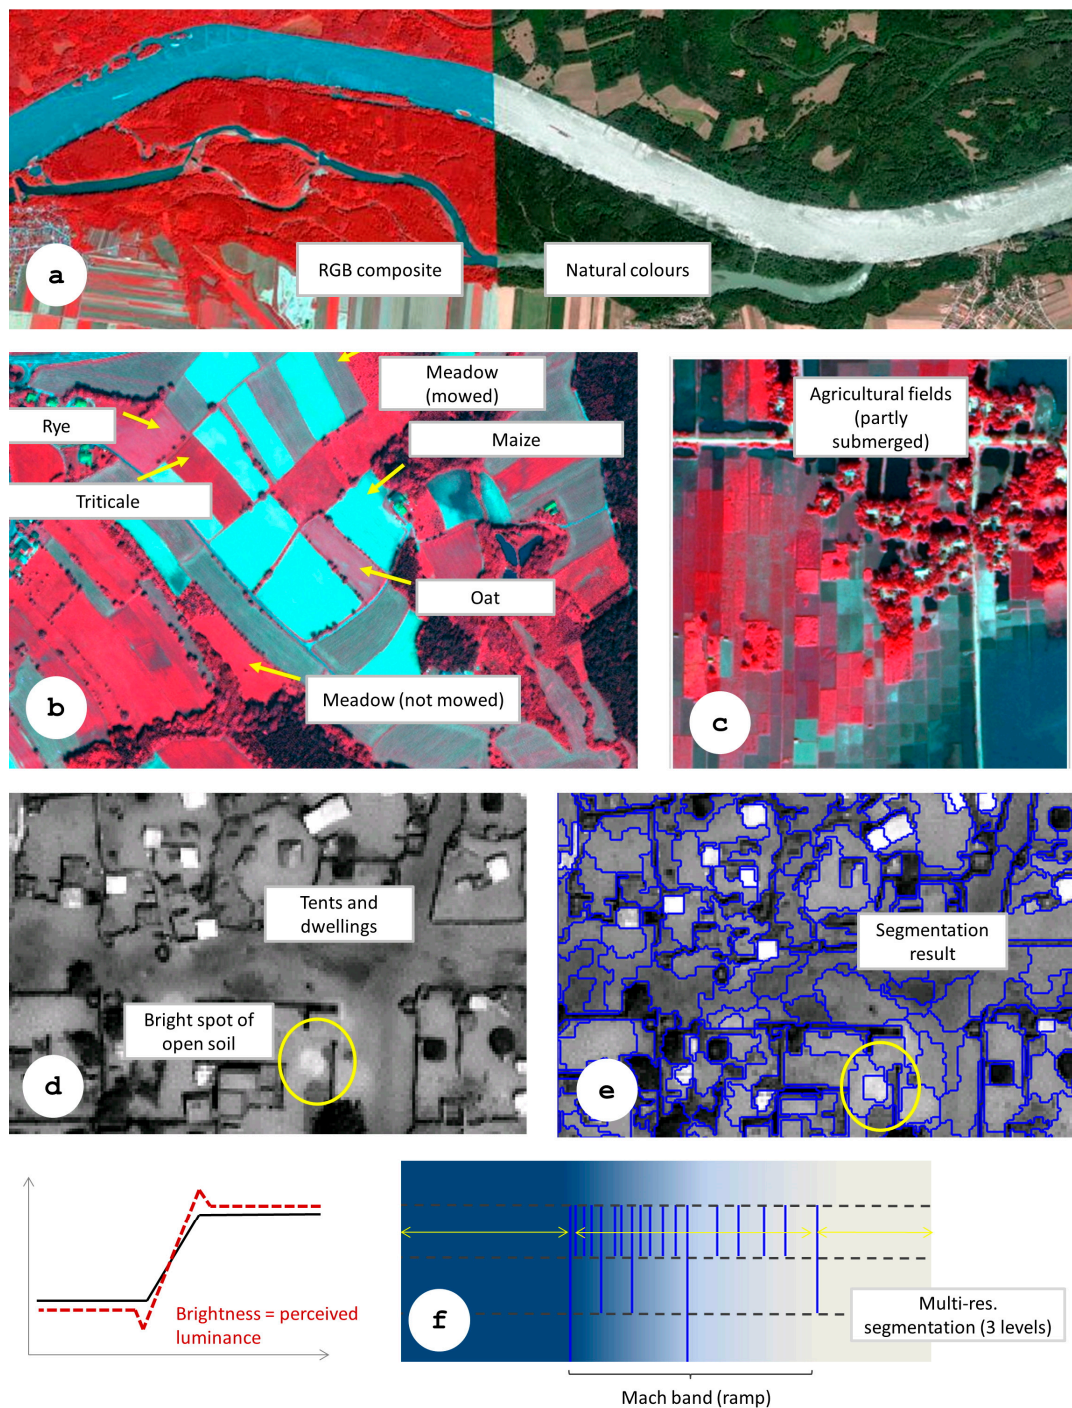 RGB composite
Natural colours
a
Meadow
(mowed)
Rye
Maize
Triticale
Oat
Meadow (not mowed)
b
Agricultural fields
(partly
submerged)
c
Tents and
dwellings
Bright spot of
open soil
d
Segmentation
result
e
Brightness = perceived
luminance
f
Multi-res.
segmentation (3 levels)
Mach band (ramp)